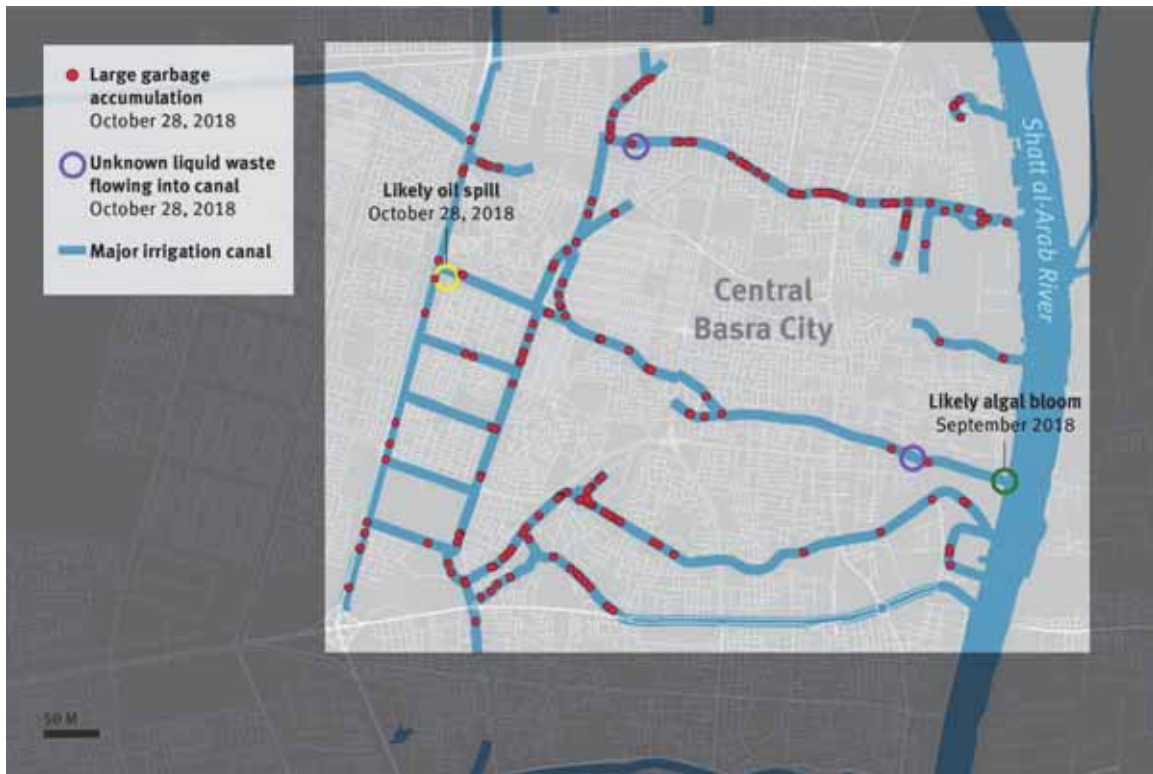 Large garbage
accumulation
October 28, 2018
Unknown liquid waste
flowing into canal
October 28, 2018
Major irrigation canal
Likely oil spill
October 28, 2018
Central
Basra City
Shatt al-Arab River
Likely algal bloom
September 2018
50 M